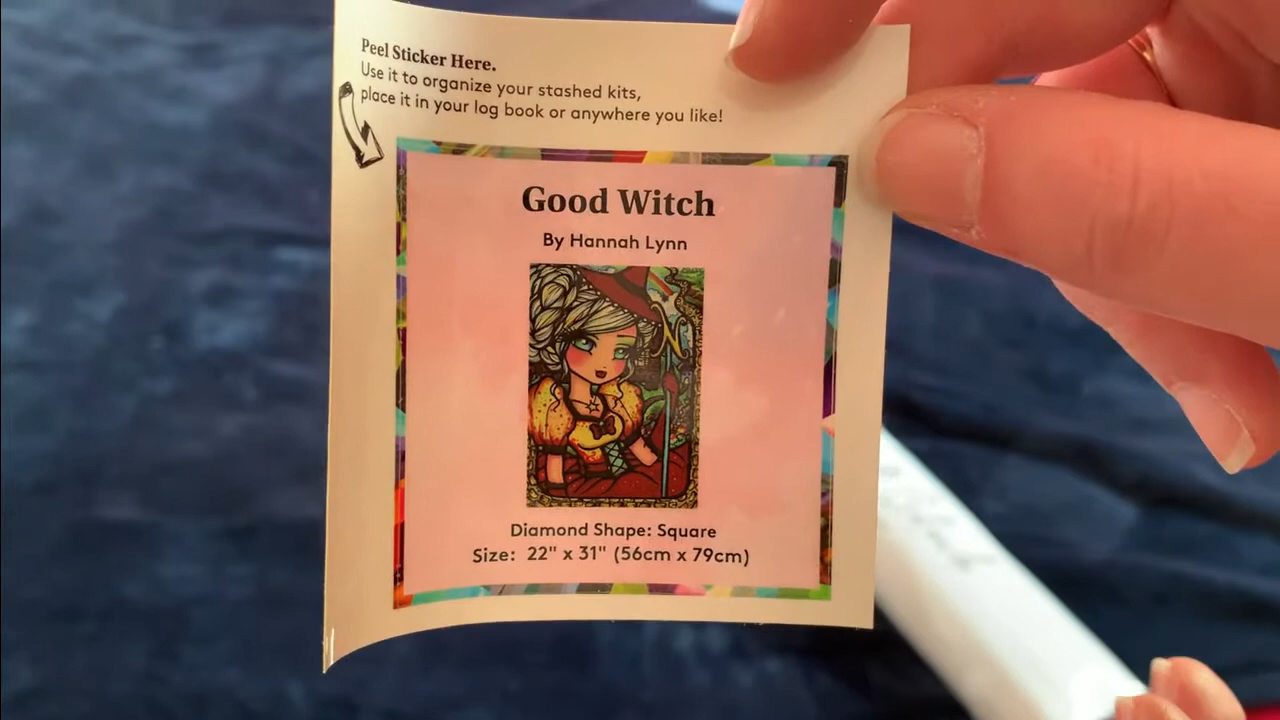 Peel Sticker Here.
Use it to organize your stashed kits,
place it in your log book or anywhere you like!
Good Witch
By Hannah Lynn
Diamond Shape: Square
Size: 22" x 31" (56cm x 79cm)